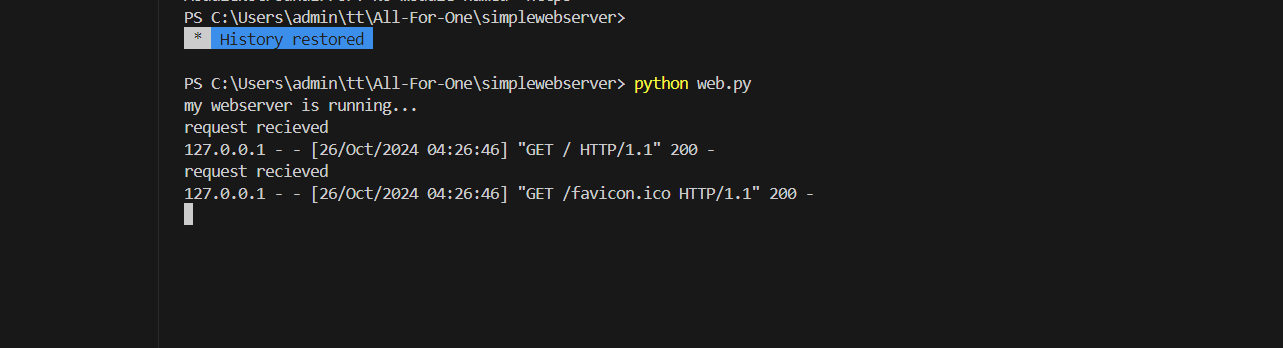 PS C:\Users\admin\tt\All-For-One\simplewebserver>
* History restored
PS C:\Users\admin\tt\All-For-One\simplewebserver> python web.py
my webserver is running...
request recieved
127.0.0.1 - - [26/Oct/2024 04:26:46] "GET / HTTP/1.1" 200 -
request recieved
127.0.0.1 - - [26/Oct/2024 04:26:46] "GET /favicon.ico HTTP/1.1" 200 -